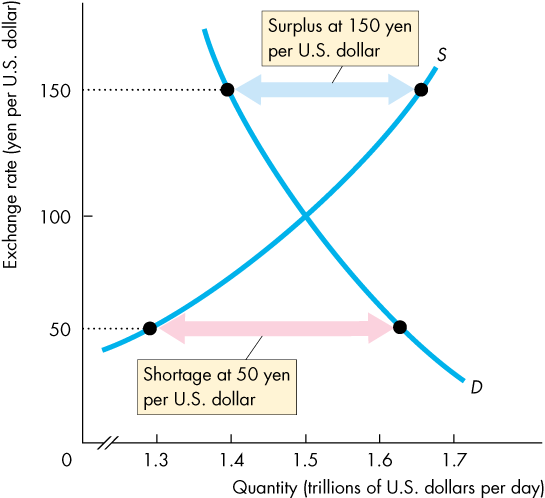 Exchange rate (yen per U.S. dollar)
Surplus at 150 yen
per U.S. dollar
S
150
100
50
Shortage at 50 yen
per U.S. dollar
D
0
1.3
1.4
1.5
1.6
1.7
Quantity (trillions of U.S. dollars per day)